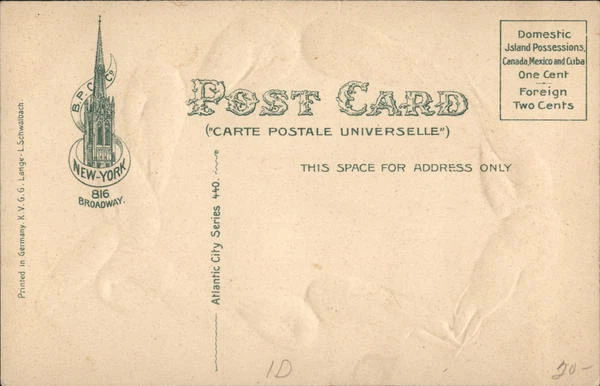 Domestic
Island Possessions,
Canada, Mexico and Cuba
One Cent
Foreign
Two Cents
B.P.C.C.
NEW-YORK
816
BROADWAY.
POST CARD
("CARTE POSTALE UNIVERSELLE")
THIS SPACE FOR ADDRESS ONLY
Atlantic City Series 440.
Printed in Germany. K. V. G. G. Lange-L.Schwalbach.
1D
20-